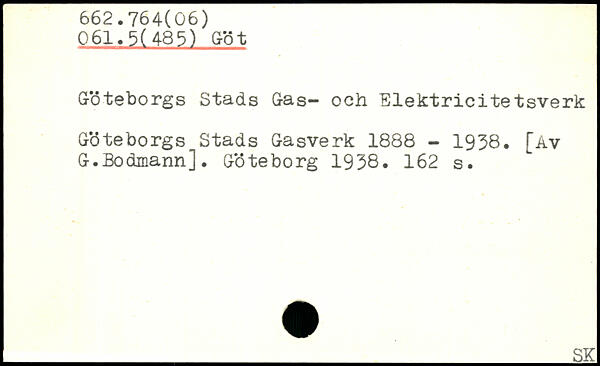 662.764(06)
061.5(485) Göt
Göteborgs Stads Gas- och Elektricitetsverk
Göteborgs Stads Gasverk 1888 - 1938. [Av
G.Bodmann]. Göteborg 1938. 162 s.
SK